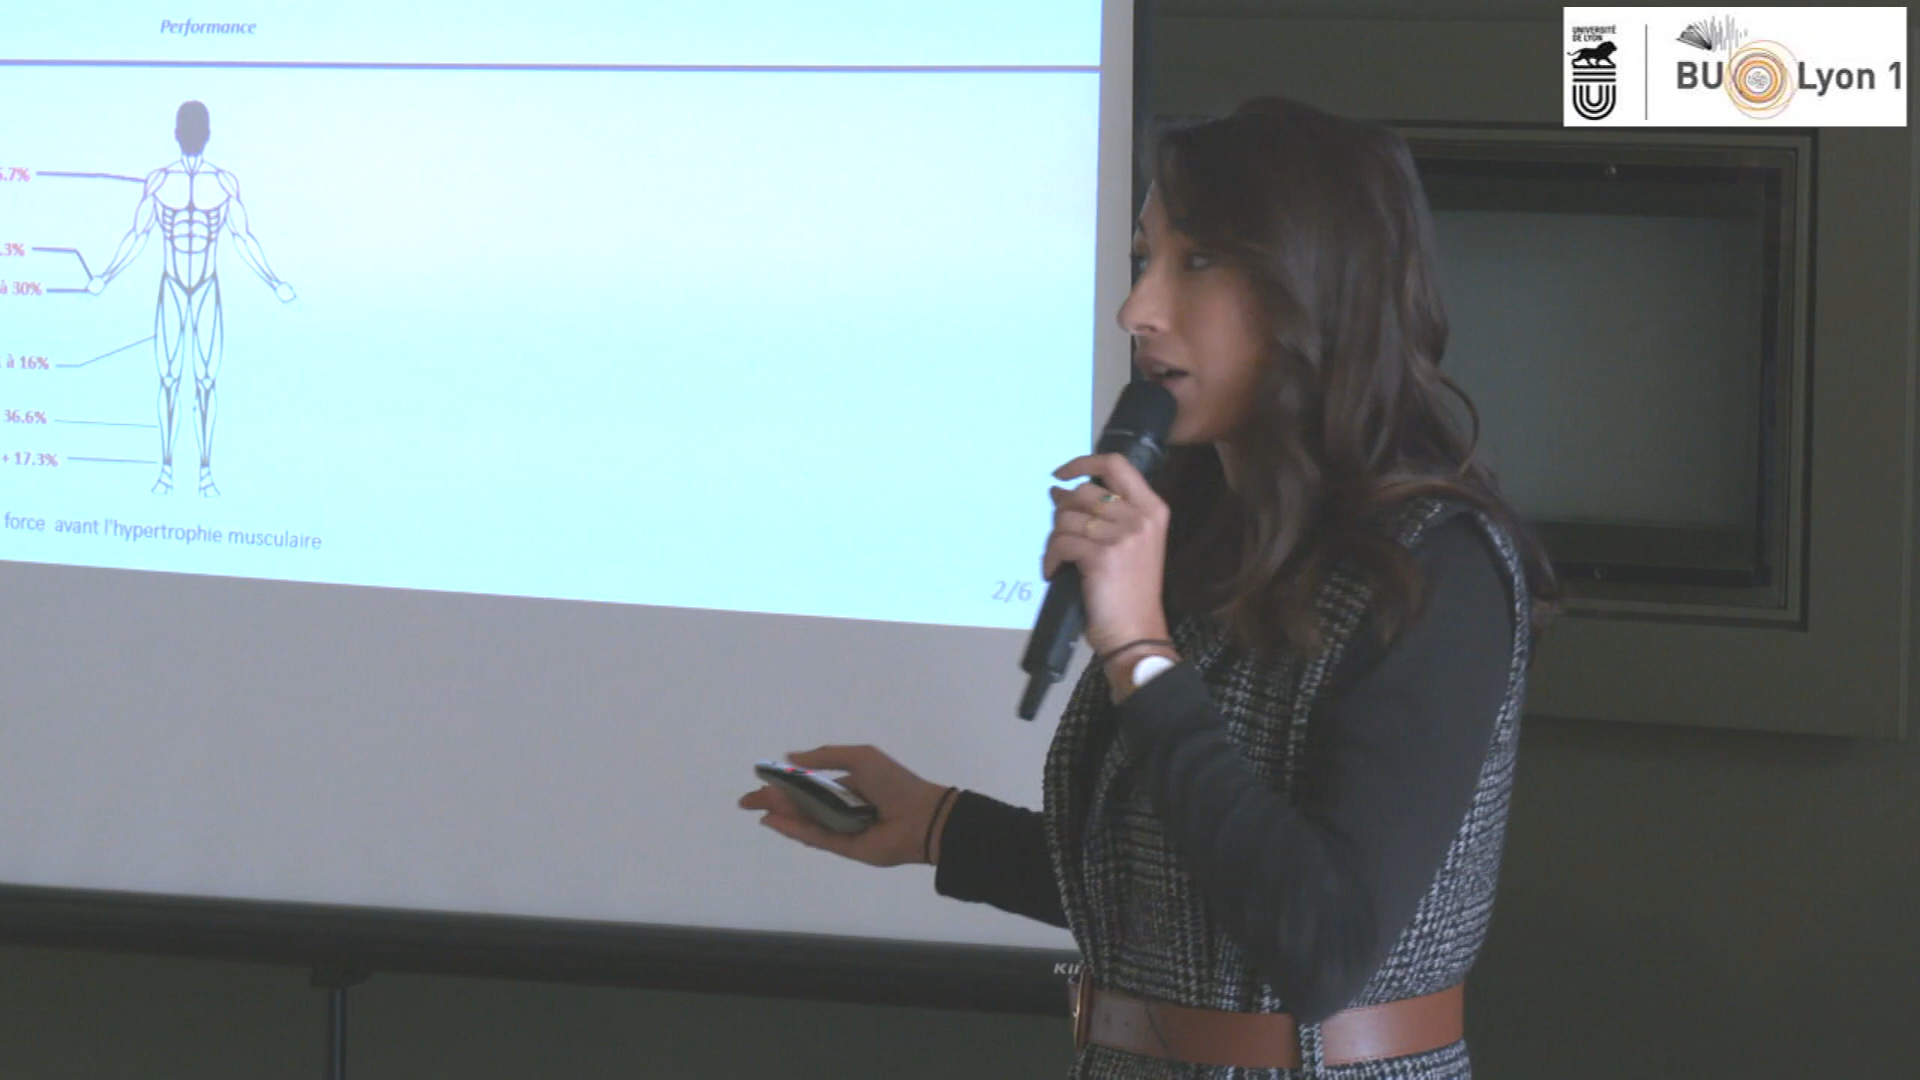 Performance
UNIVERSITÉ
DE LYON
BU Lyon 1
.7%
.3%
à 30%
à 16%
36.6%
+ 17.3%
force avant l'hypertrophie musculaire
2/6